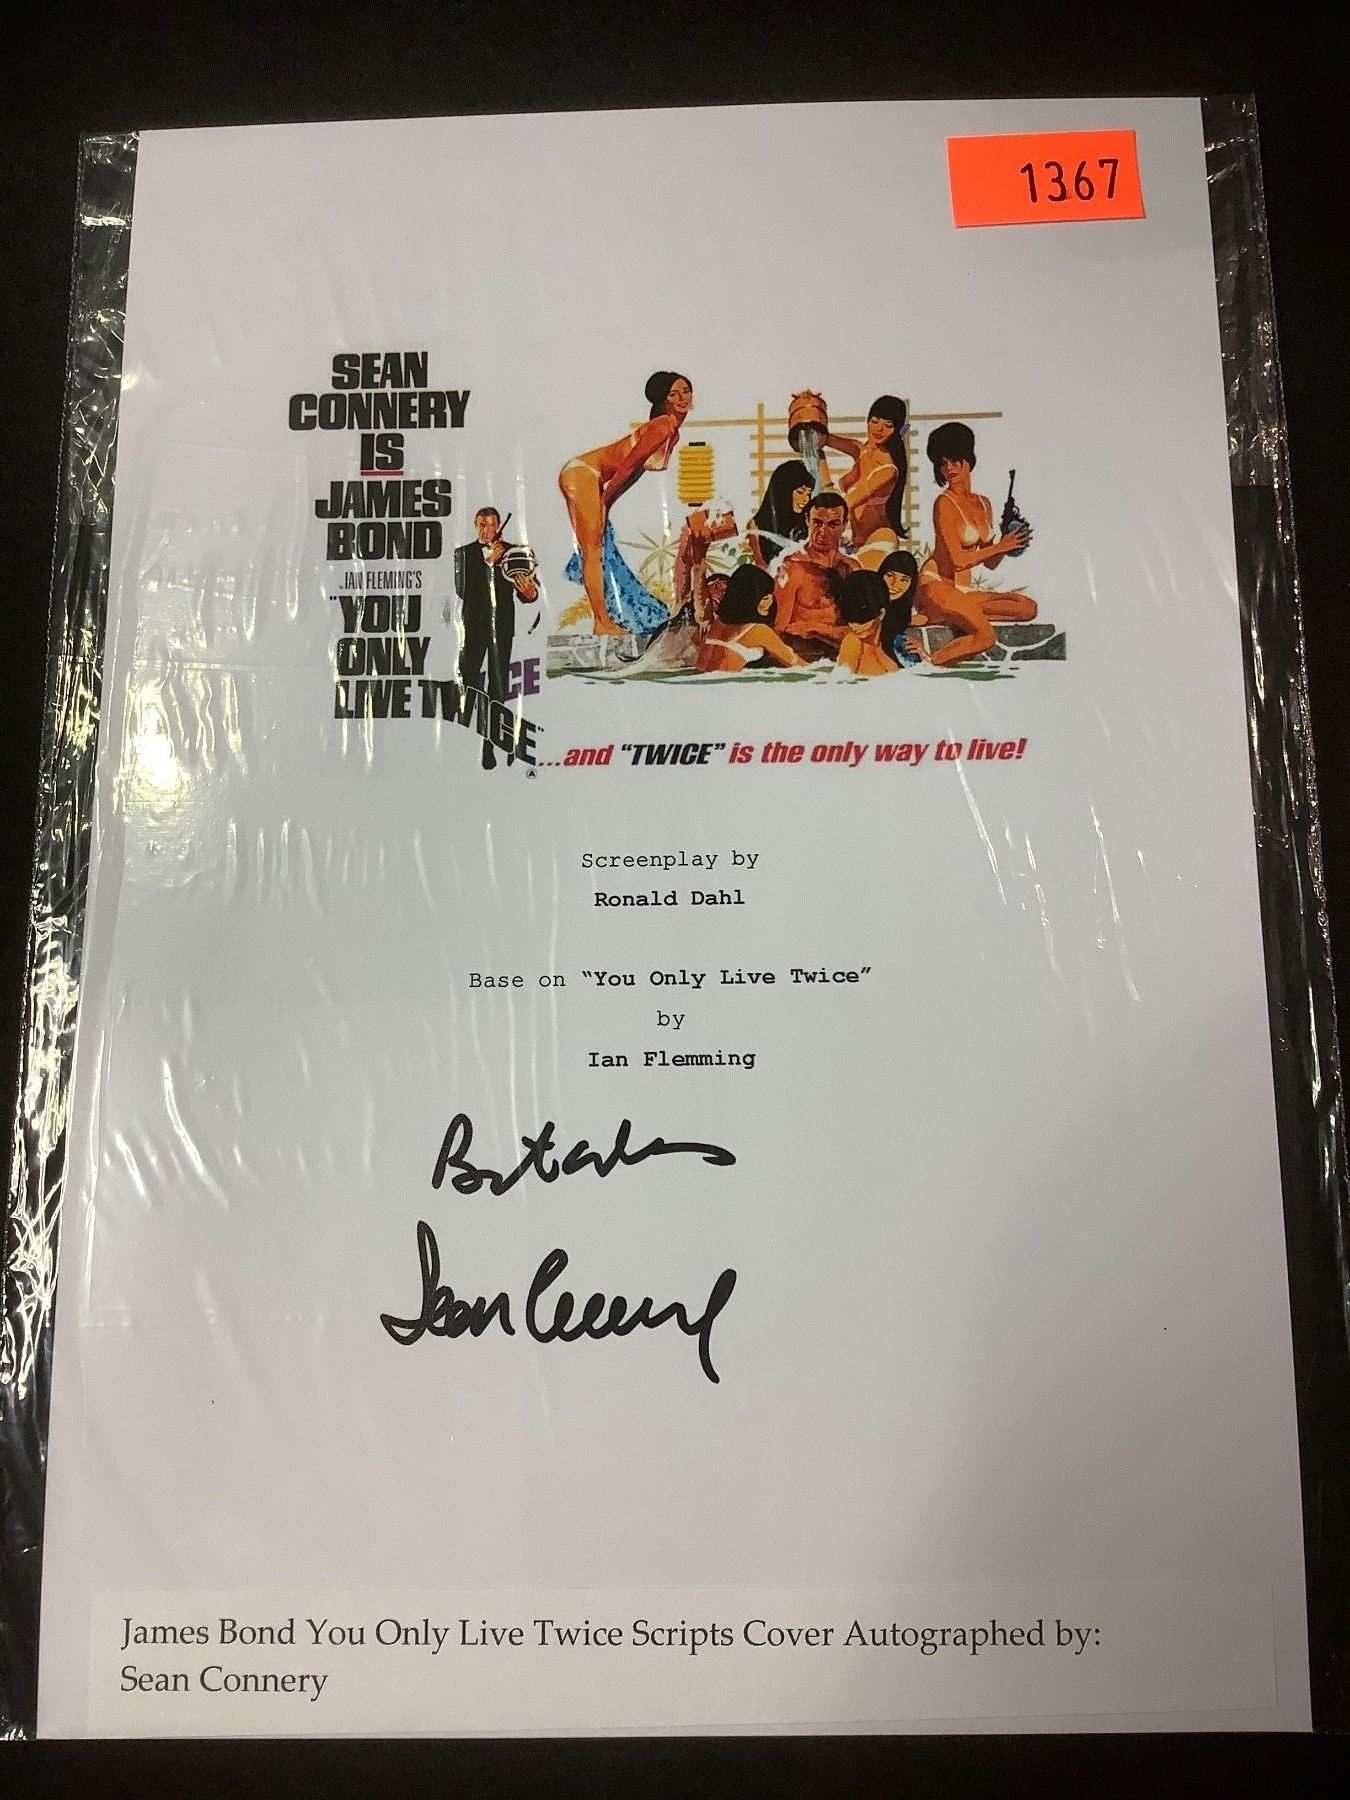 1367
SEAN
CONNERY
IS
JAMES
BOND
..IAN FLEMING'S
"YOU
ONLY
LIVE TWICE"
...and "TWICE" is the only way to live!
Screenplay by
Ronald Dahl
Base on "You Only Live Twice"
by
Ian Flemming
Sean Connery
James Bond You Only Live Twice Scripts Cover Autographed by:
Sean Connery